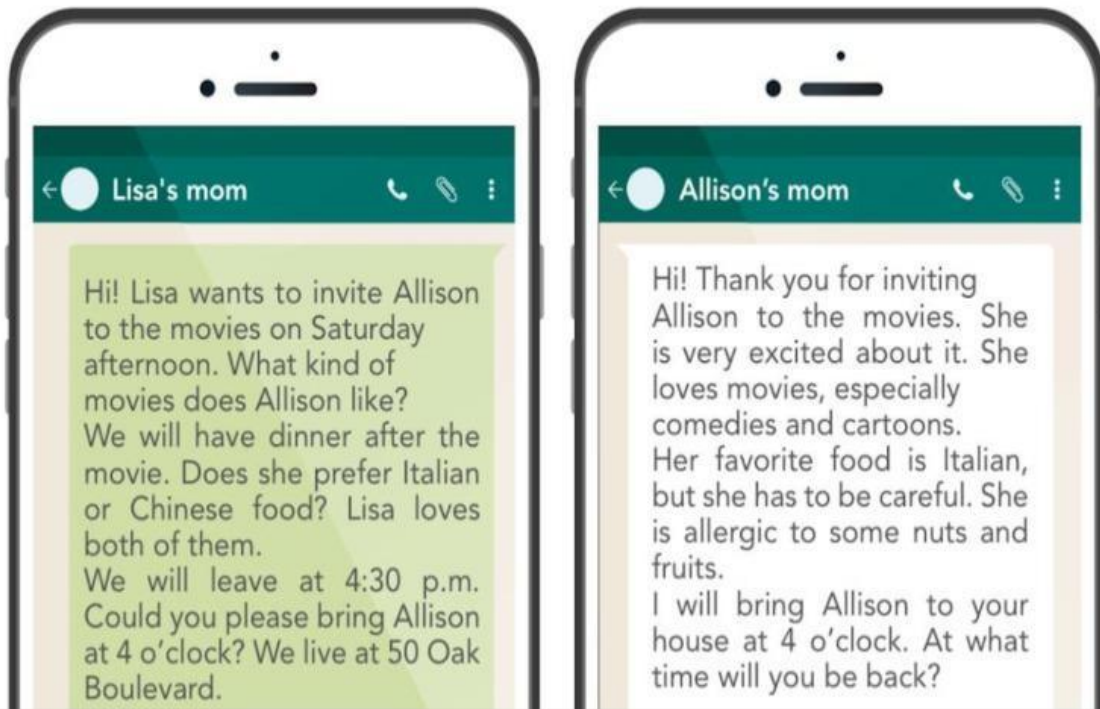 Lisa's mom
Hi! Lisa wants to invite Allison
to the movies on Saturday
afternoon. What kind of
movies does Allison like?
We will have dinner after the
movie. Does she prefer Italian
or Chinese food? Lisa loves
both of them.
We will leave at 4:30 p.m.
Could you please bring Allison
at 4 o'clock? We live at 50 Oak
Boulevard.
Allison's mom
Hi! Thank you for inviting
Allison to the movies. She
is very excited about it. She
loves movies, especially
comedies and cartoons.
Her favorite food is Italian,
but she has to be careful. She
is allergic to some nuts and
fruits.
I will bring Allison to your
house at 4 o'clock. At what
time will you be back?